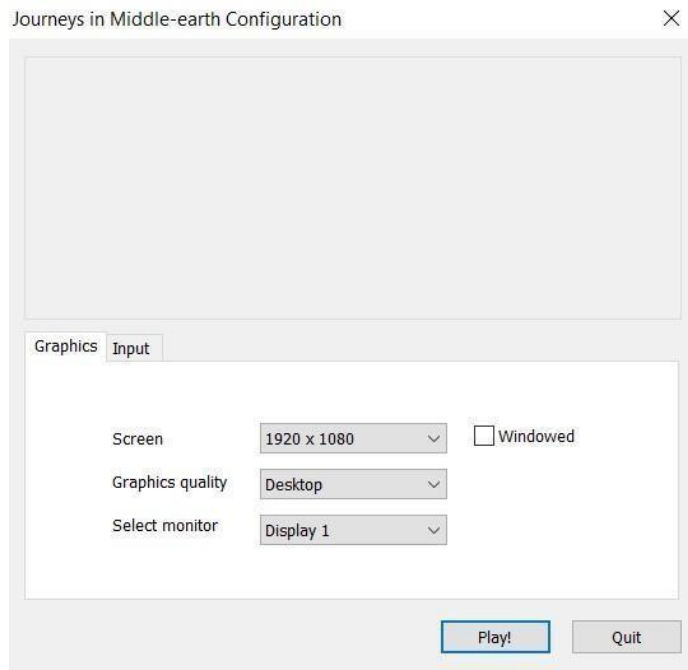 Journeys in Middle-earth Configuration
Graphics Input
Screen 1920 x 1080 Windowed
Graphics quality Desktop
Select monitor Display 1
Play! Quit